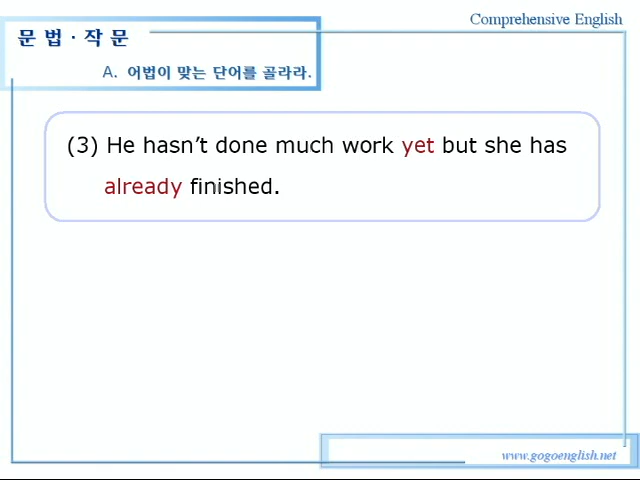 Comprehensive English
문 법 · 작 문
A. 어법이 맞는 단어를 골라라.
(3) He hasn’t done much work yet but she has
already finished.
www.gogoenglish.net